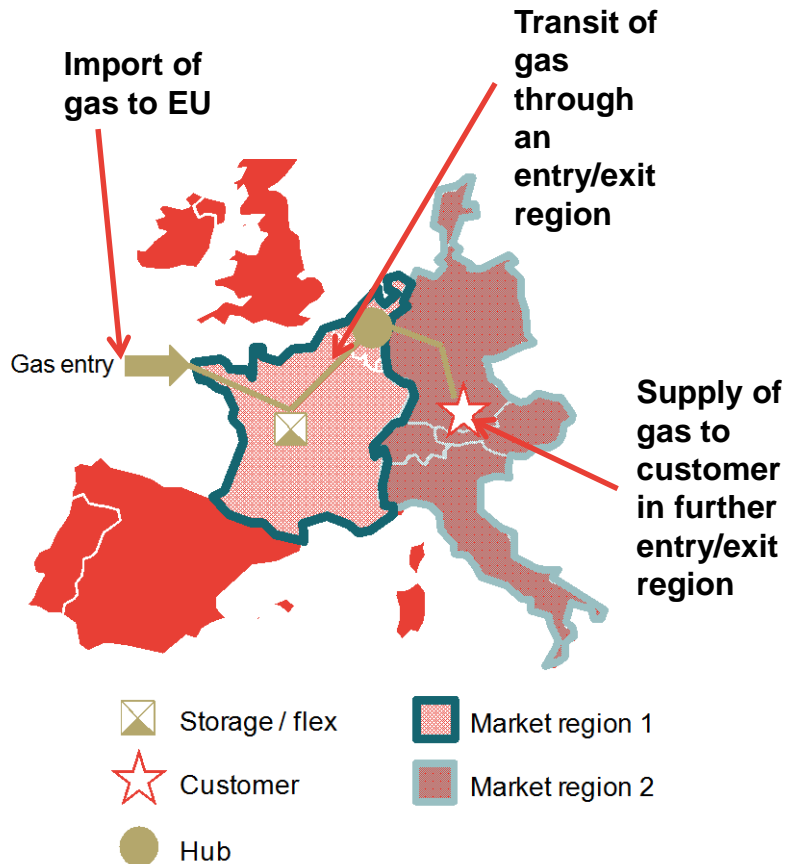 Import of
gas to EU
Transit of
gas
through
an
entry/exit
region
Gas entry
Supply of
gas to
customer
in further
entry/exit
region
Storage / flex
Market region 1
Customer
Market region 2
Hub